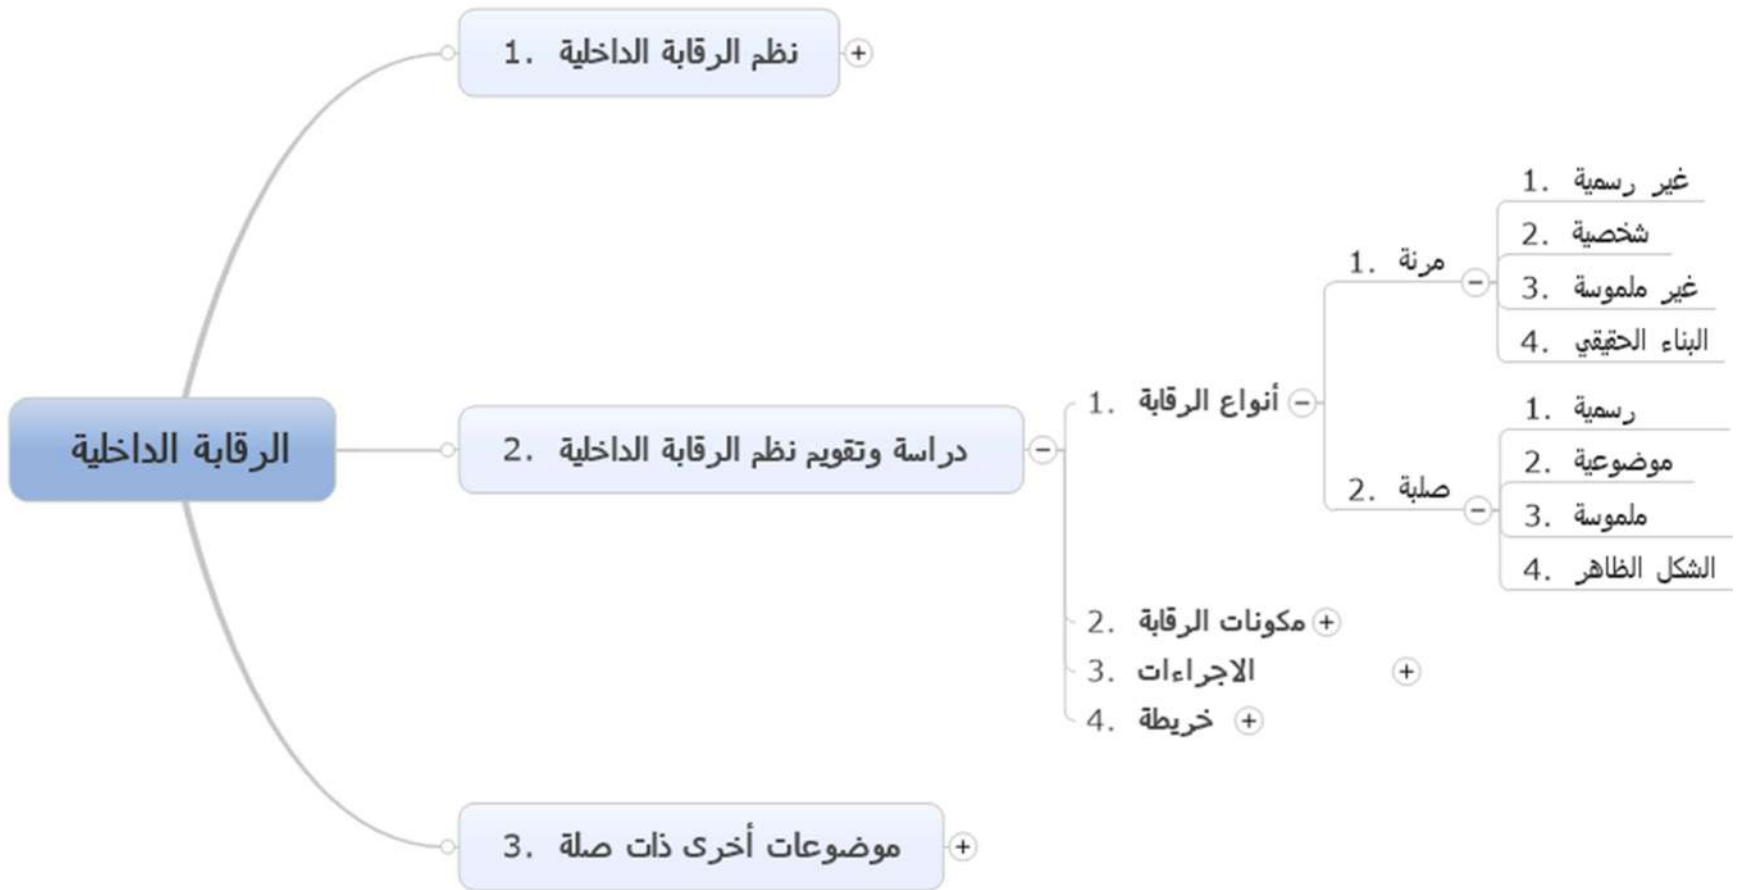 الرقابة الداخلية
1. نظم الرقابة الداخلية
2. دراسة وتقويم نظم الرقابة الداخلية
1. أنواع الرقابة
1. مرنة
1. غير رسمية
2. شخصية
3. غير ملموسة
4. البناء الحقيقي
2. صلبة
1. رسمية
2. موضوعية
3. ملموسة
4. الشكل الظاهر
2. مكونات الرقابة
3. الاجراءات
4. خريطة
3. موضوعات أخرى ذات صلة